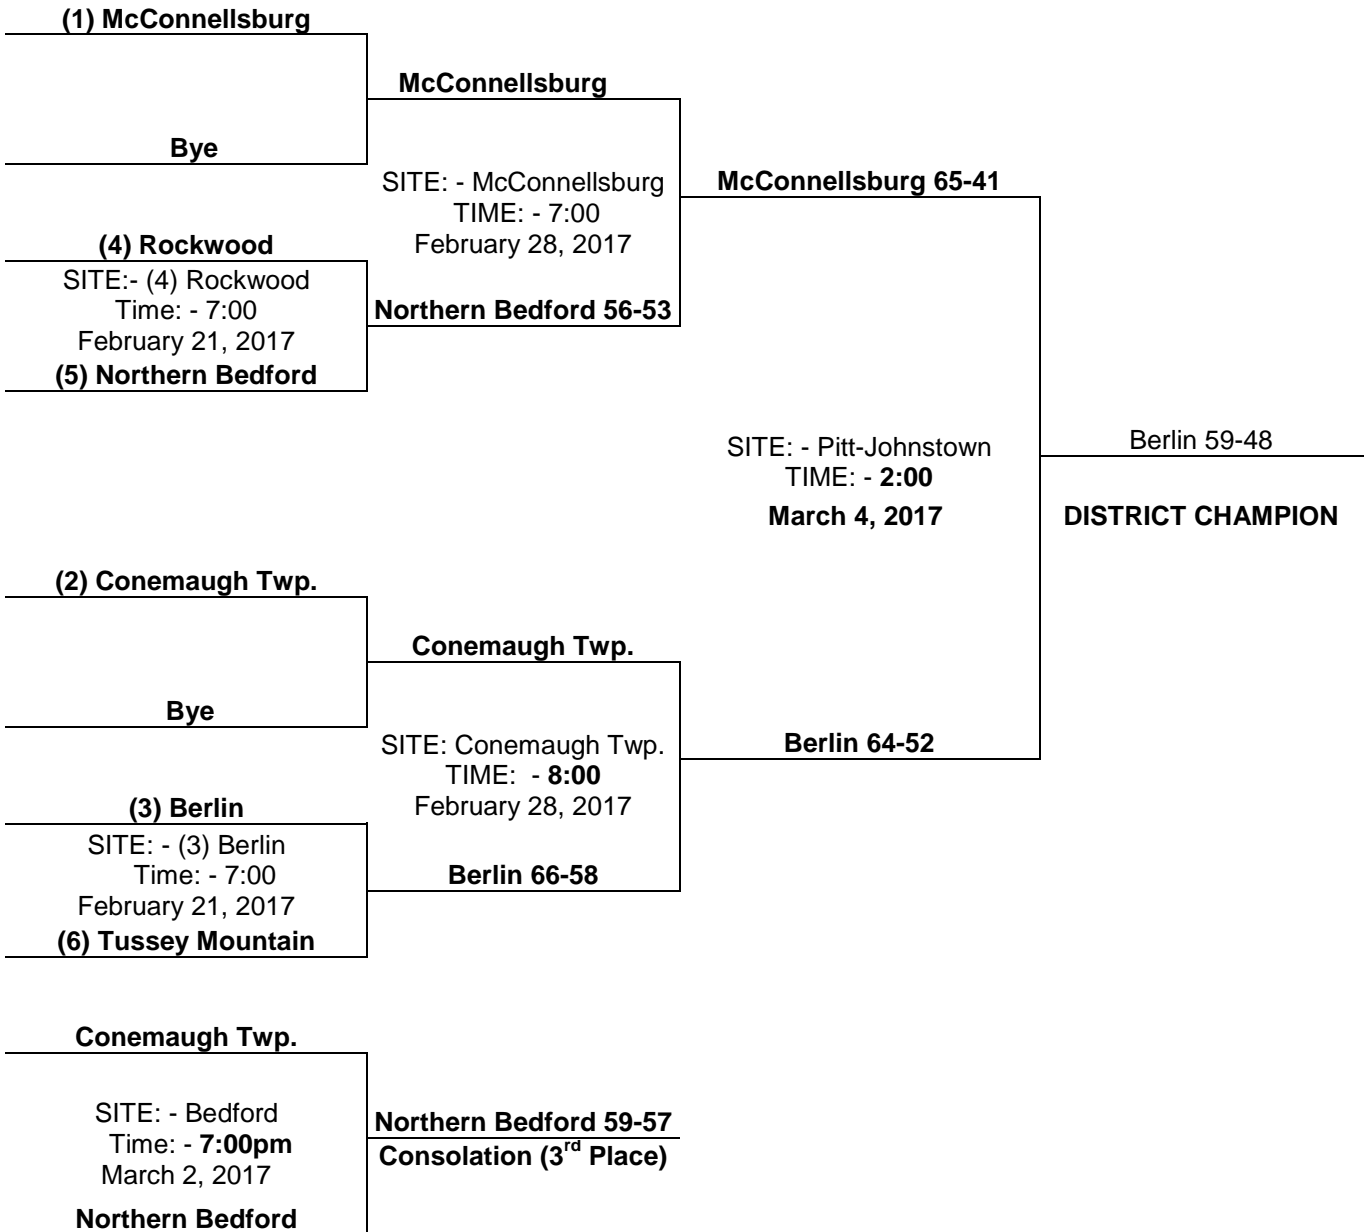 (1) McConnellsburg
McConnellsburg
Bye
SITE: - McConnellsburg
TIME: - 7:00
February 28, 2017
McConnellsburg 65-41
(4) Rockwood
SITE:- (4) Rockwood
Time: - 7:00
February 21, 2017
(5) Northern Bedford
Northern Bedford 56-53
SITE: - Pitt-Johnstown
TIME: - 2:00
March 4, 2017
Berlin 59-48
DISTRICT CHAMPION
(2) Conemaugh Twp.
Conemaugh Twp.
Bye
SITE: Conemaugh Twp.
TIME: - 8:00
February 28, 2017
Berlin 64-52
(3) Berlin
SITE: - (3) Berlin
Time: - 7:00
February 21, 2017
(6) Tussey Mountain
Berlin 66-58
Conemaugh Twp.
SITE: - Bedford
Time: - 7:00pm
March 2, 2017
Northern Bedford
Northern Bedford 59-57
Consolation (3rd Place)